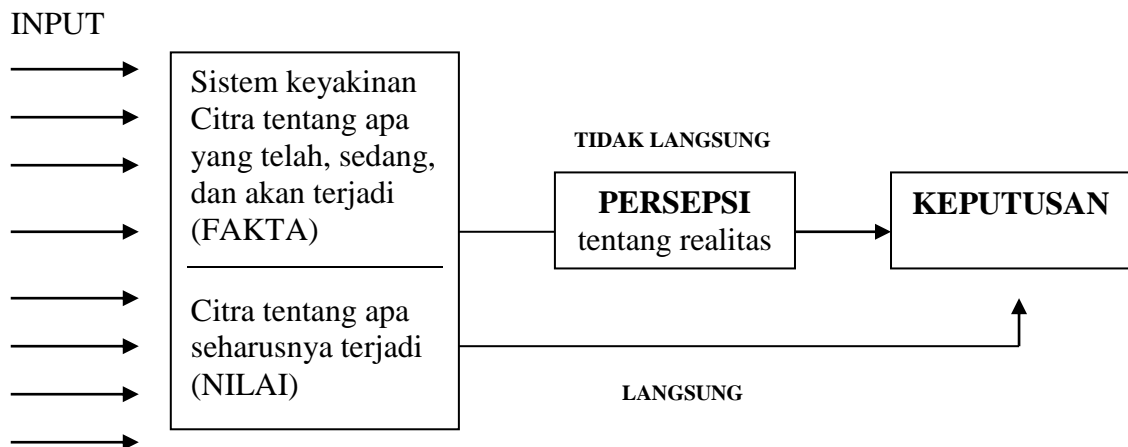 INPUT
Sistem keyakinan
Citra tentang apa
yang telah, sedang,
dan akan terjadi
(FAKTA)
Citra tentang apa
seharusnya terjadi
(NILAI)
TIDAK LANGSUNG
PERSEPSI
tentang realitas
KEPUTUSAN
LANGSUNG